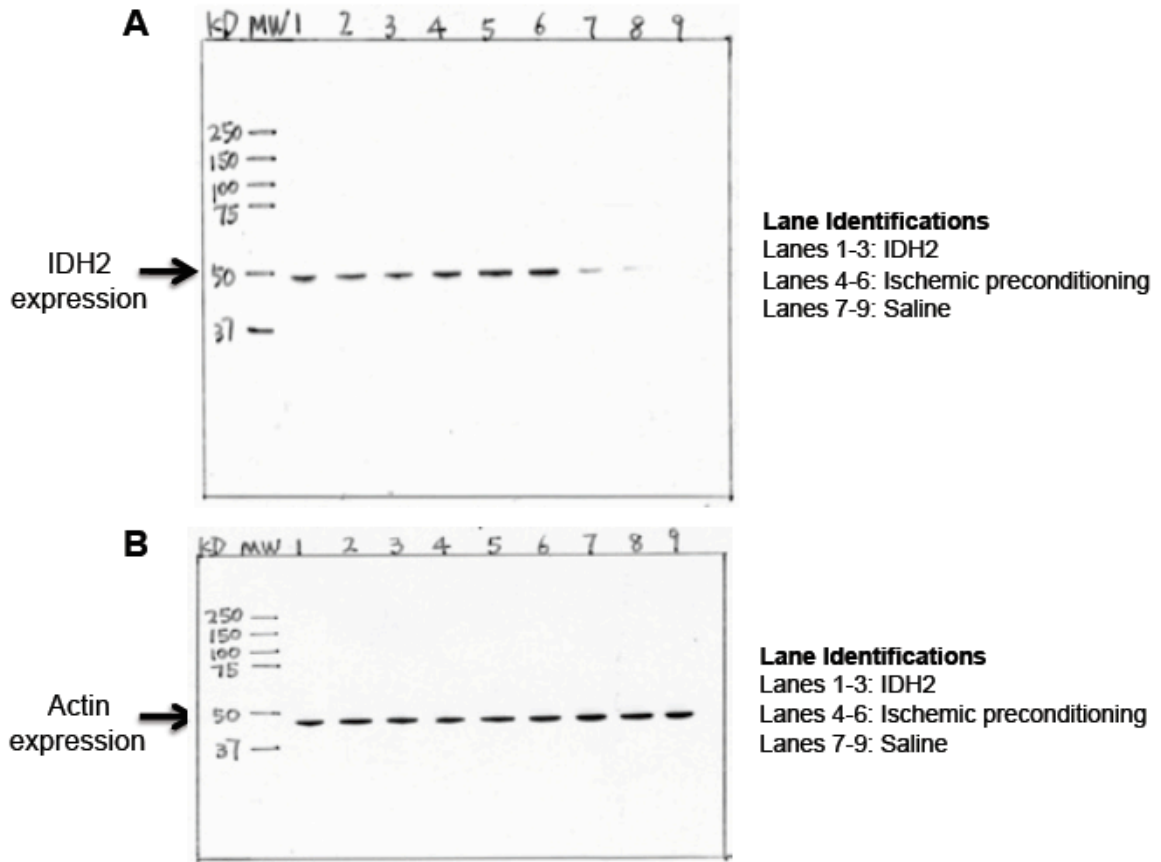 A
KD MW 1 2 3 4 5 6 7 8 9
250
150
100
75
50
37
IDH2
expression
Lane Identifications
Lanes 1-3: IDH2
Lanes 4-6: Ischemic preconditioning
Lanes 7-9: Saline
B
KD MW 1 2 3 4 5 6 7 8 9
250
150
100
75
50
37
Actin
expression
Lane Identifications
Lanes 1-3: IDH2
Lanes 4-6: Ischemic preconditioning
Lanes 7-9: Saline